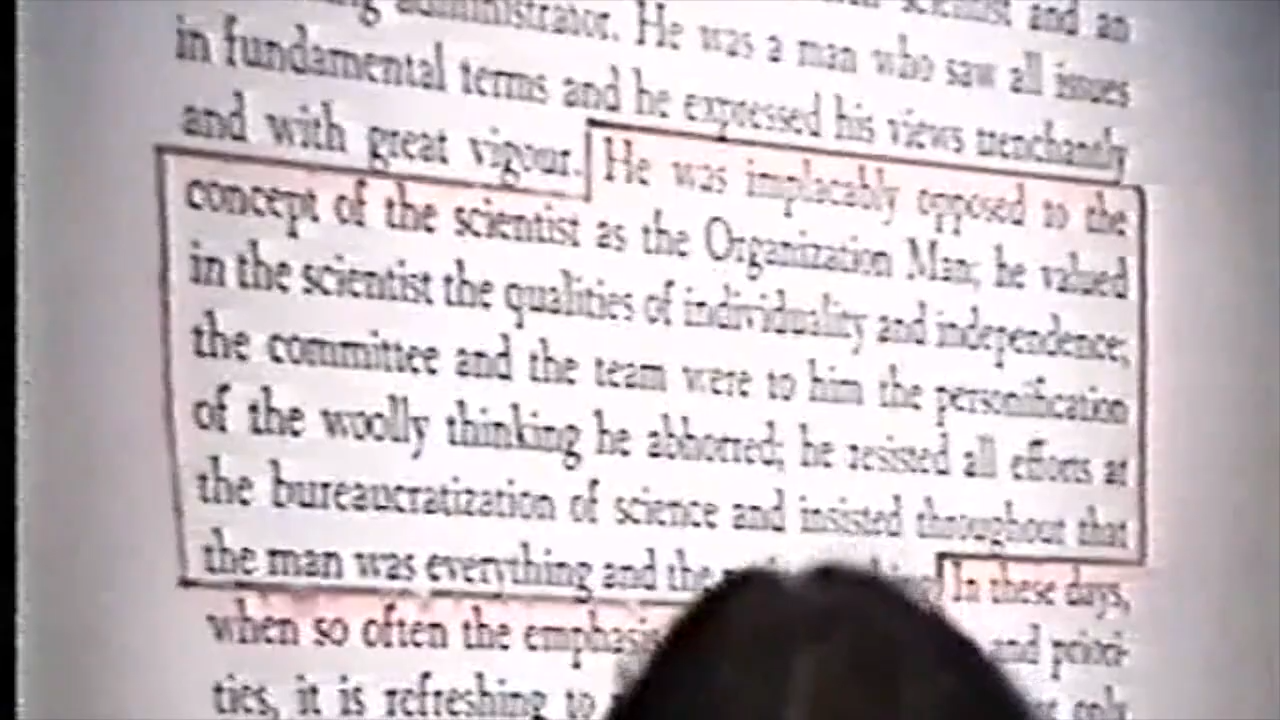 administrator. He was a man who saw all issues
in fundamental terms and he expressed his views trenchantly
and with great vigour. He was implacably opposed to the
concept of the scientist as the Organization Man; he valued
in the scientist the qualities of individuality and independence;
the committee and the team were to him the personification
of the woolly thinking he abhorred; he resisted all efforts at
the bureaucratization of science and insisted throughout that
the man was everything and the In these days,
when so often the emphasis and priori-
ties, it is refreshing to only